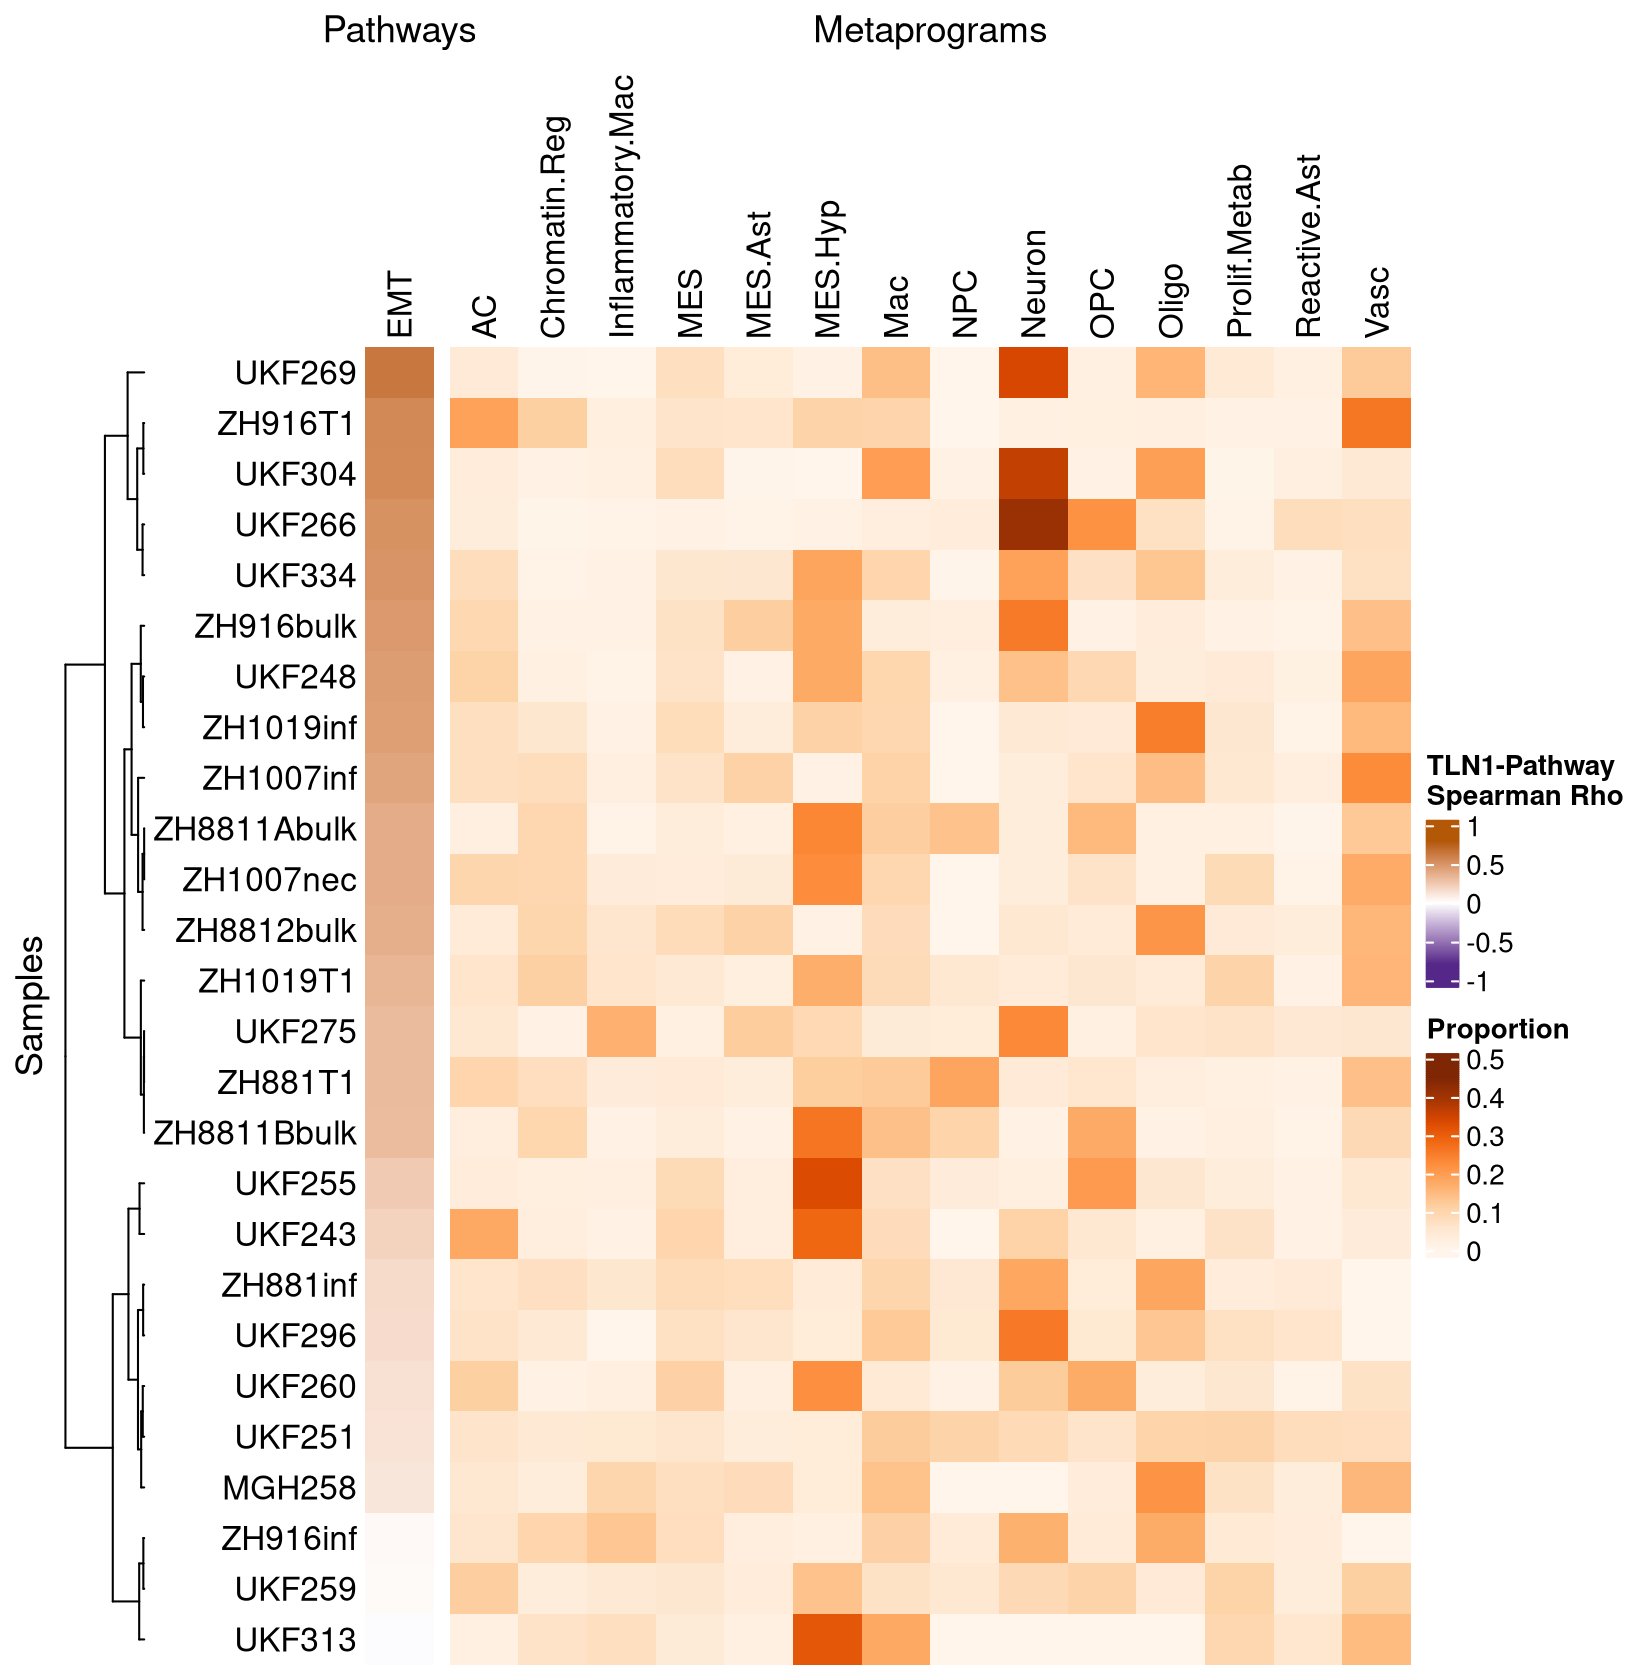 Pathways Metaprograms
EMT AC Chromatin.Reg Inflammatory.Mac MES MES.Ast MES.Hyp Mac NPC Neuron OPC Oligo Prolif.Metab Reactive.Ast Vasc
Samples
UKF269
ZH916T1
UKF304
UKF266
UKF334
ZH916bulk
UKF248
ZH1019inf
ZH1007inf
ZH8811Abulk
ZH1007nec
ZH8812bulk
ZH1019T1
UKF275
ZH881T1
ZH8811Bbulk
UKF255
UKF243
ZH881inf
UKF296
UKF260
UKF251
MGH258
ZH916inf
UKF259
UKF313
TLN1-Pathway
Spearman Rho
1
0.5
0
-0.5
-1
Proportion
0.5
0.4
0.3
0.2
0.1
0